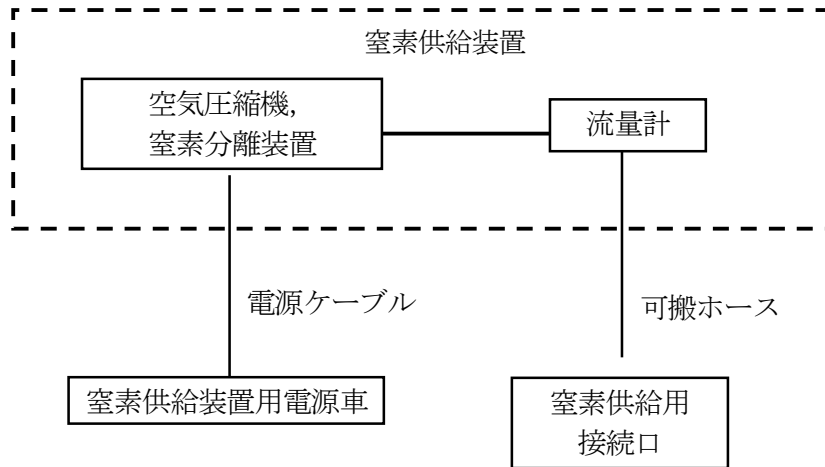 窒素供給装置
空気圧縮機,
窒素分離装置
流量計
電源ケーブル
可搬ホース
窒素供給装置用電源車
窒素供給用
接続口